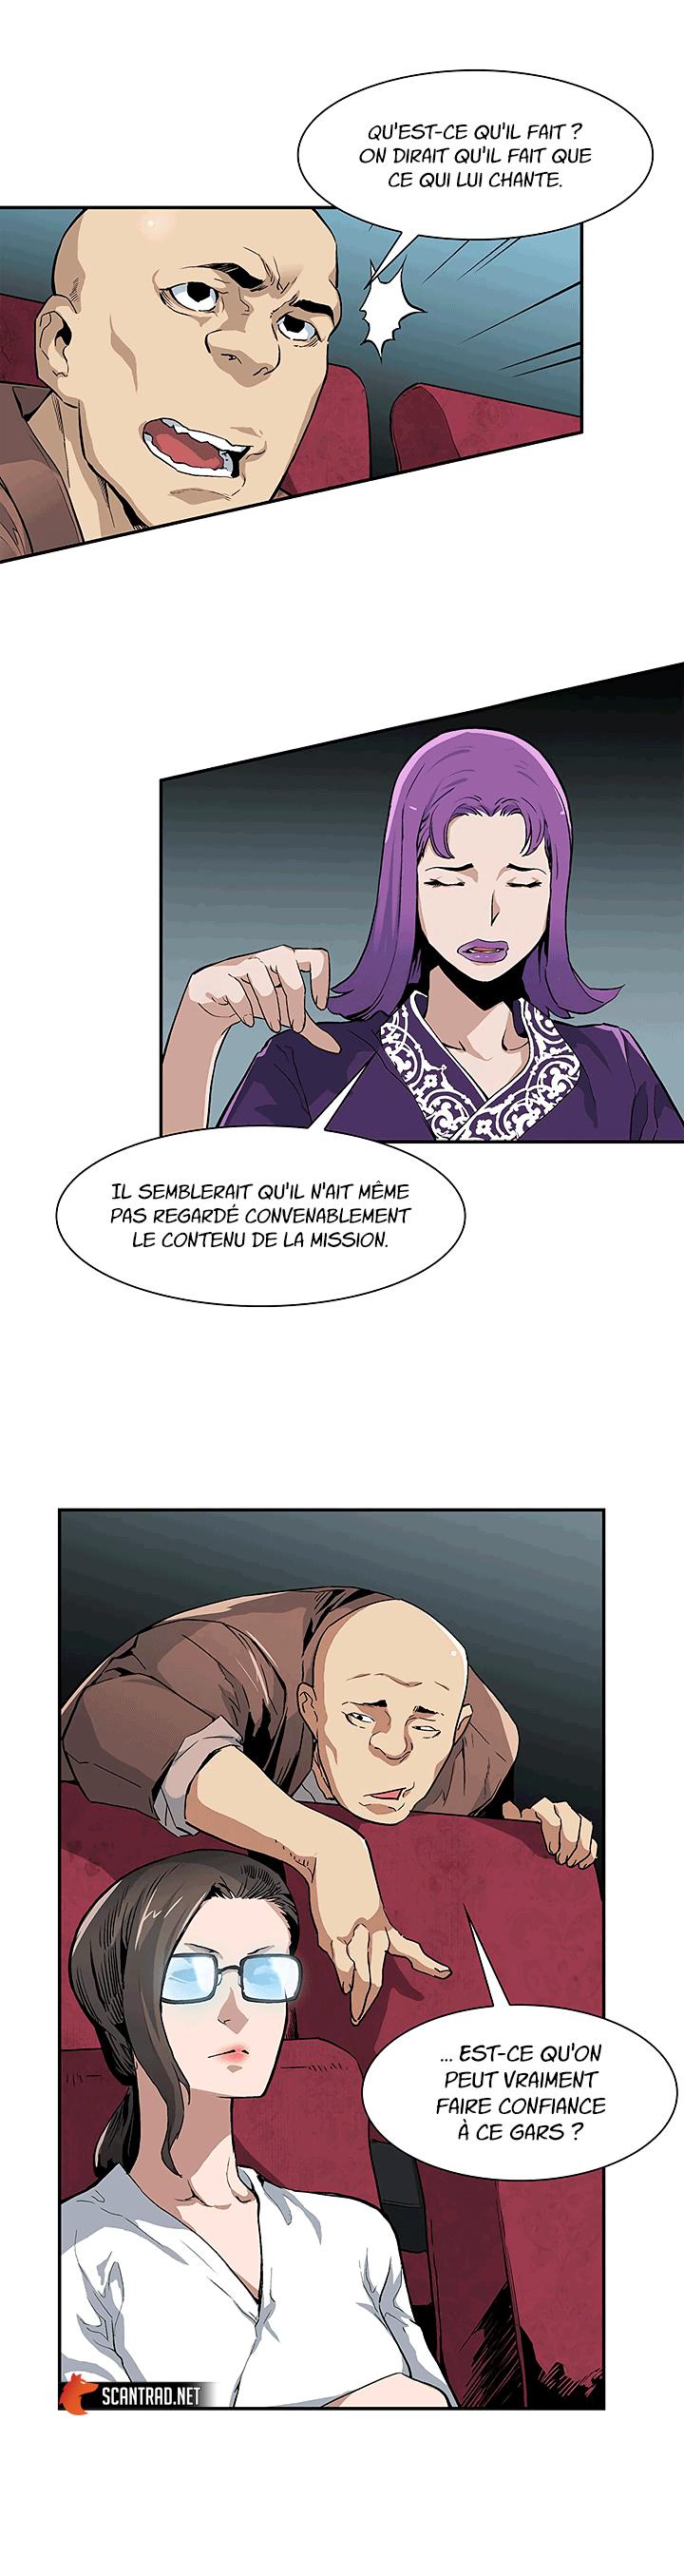 QU'EST-CE QU'IL FAIT ?
ON DIRAIT QU'IL FAIT QUE
CE QUI LUI CHANTE.
IL SEMBLERAIT QU'IL N'AIT MÊME
PAS REGARDÉ CONVENABLEMENT
LE CONTENU DE LA MISSION.
... EST-CE QU'ON
PEUT VRAIMENT
FAIRE CONFIANCE
À CE GARS ?
SCANTRAD.NET